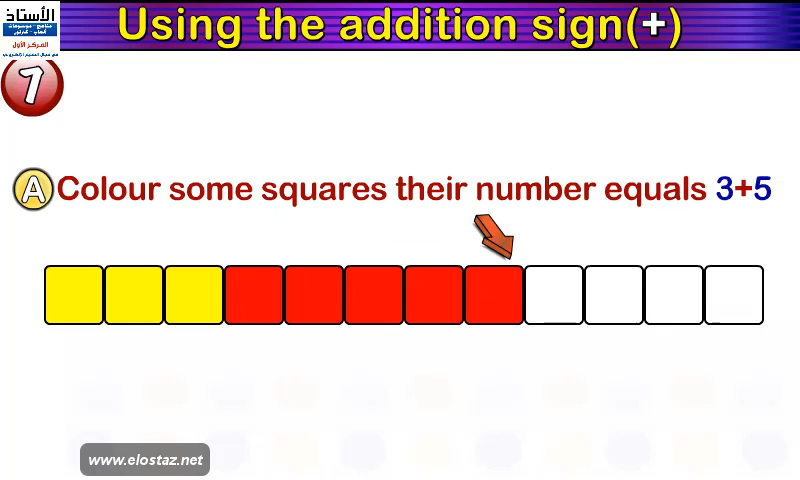 الأستاذ
Using the addition sign(+)
المركز الأول
1
A Colour some squares their number equals 3+5
www.elostaz.net